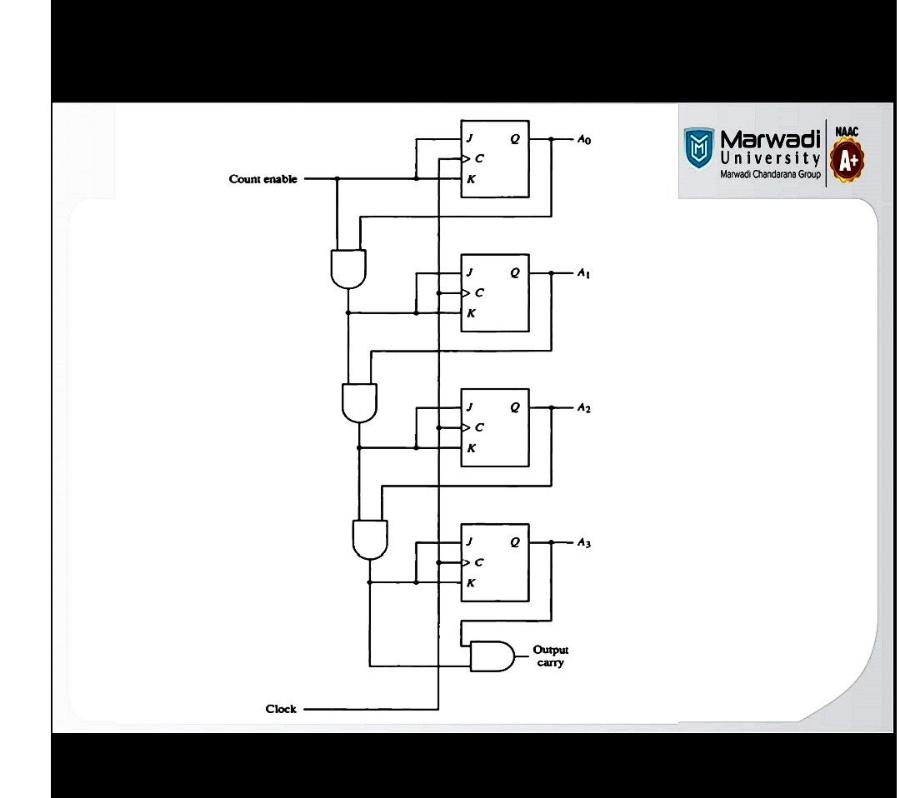 Marwadi
University
Marwadi Chandarana Group
NAAC
A+
J Q A0
C
Count enable K
J Q A1
C
K
J Q A2
C
K
J Q A3
C
K
Output
carry
Clock